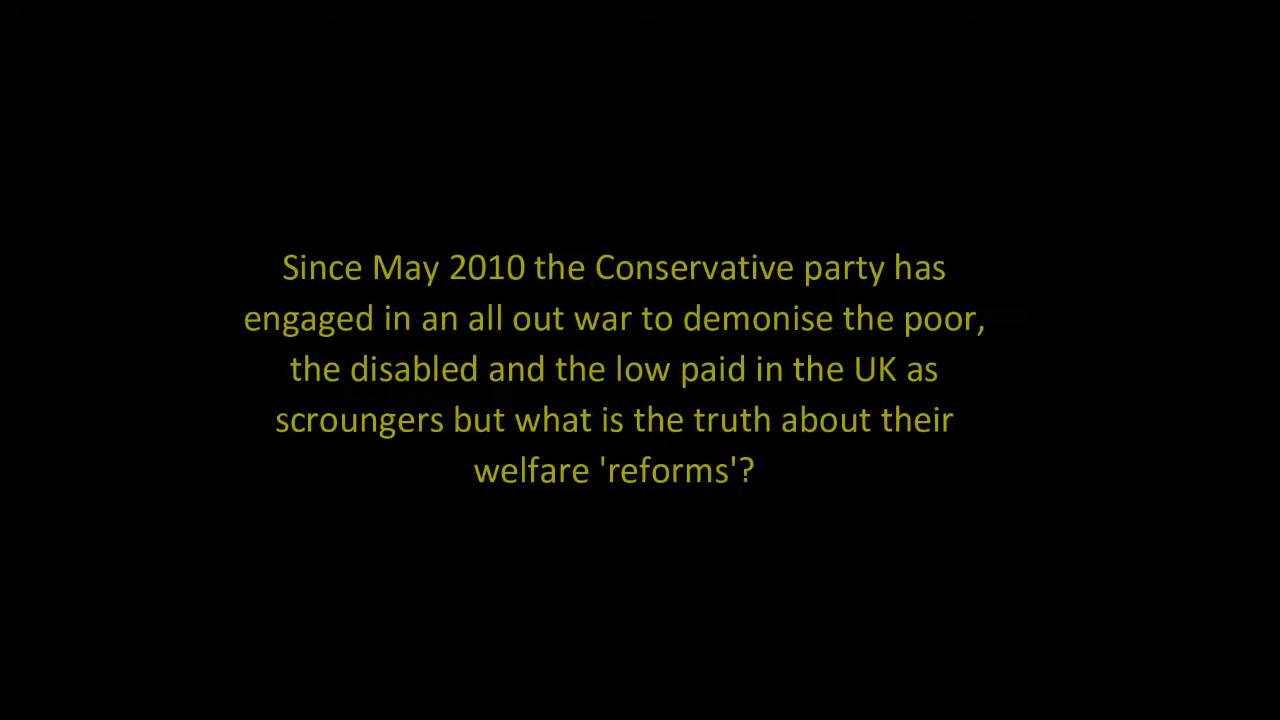 Since May 2010 the Conservative party has
engaged in an all out war to demonise the poor,
the disabled and the low paid in the UK as
scroungers but what is the truth about their
welfare 'reforms'?